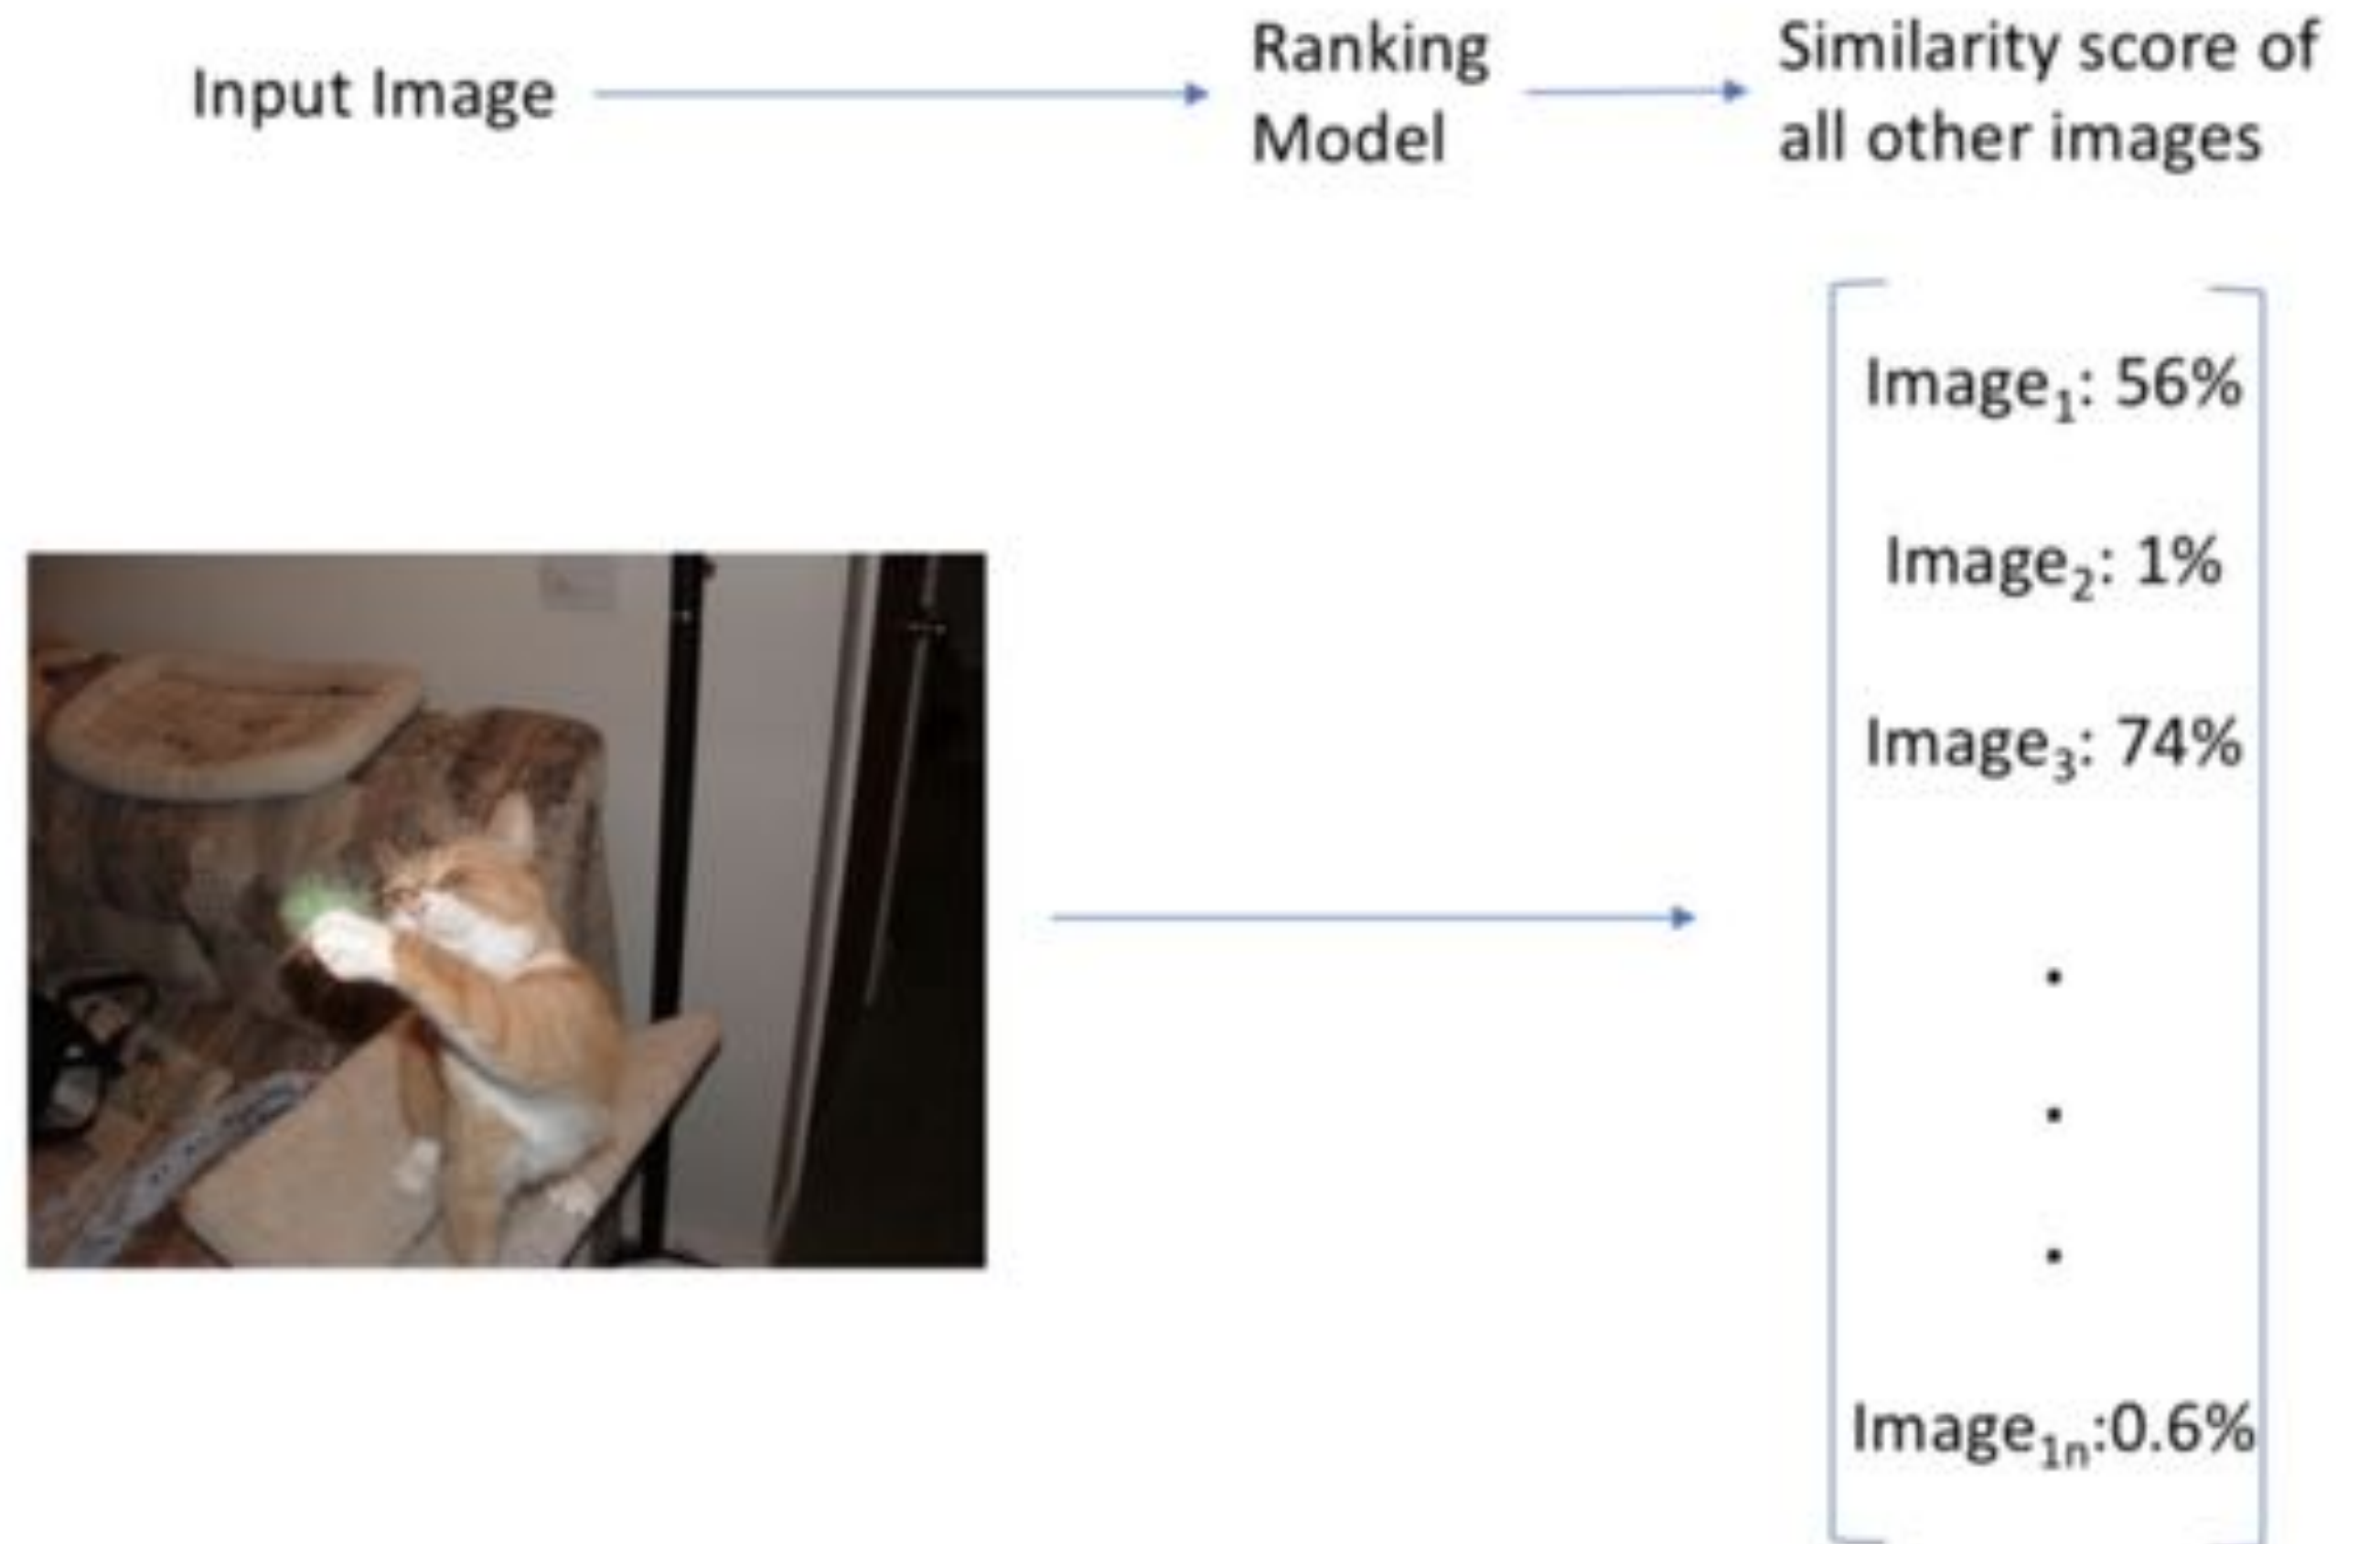 Input Image
Ranking
Model
Similarity score of
all other images
Image₁: 56%
Image₂: 1%
Image₃: 74%
.
.
.
Image₁ₙ:0.6%